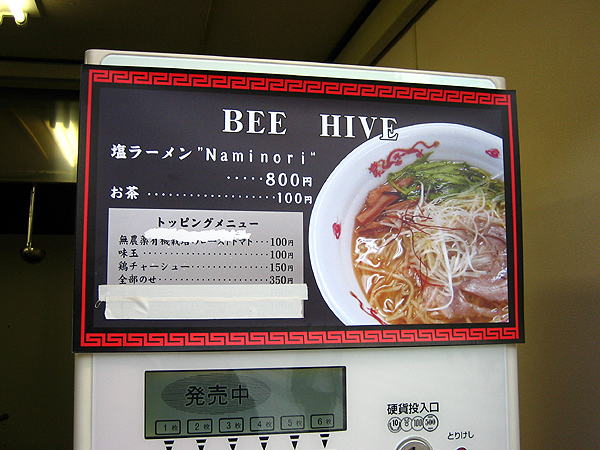 BEE HIVE
塩ラーメン"Naminori"
・・・・・800円
お茶・・・・・・・・・・・・・・・・・・・100円
トッピングメニュー
無農薬有機栽培ローストトマト・・・100円
味玉・・・・・・・・・・・・・・・・・・・100円
鶏チャーシュー・・・・・・・・・・150円
全部のせ・・・・・・・・・・・・・・・350円
発売中
1枚 2枚 3枚 4枚 5枚 6枚
硬貨投入口
10 50 100 500
とりけし